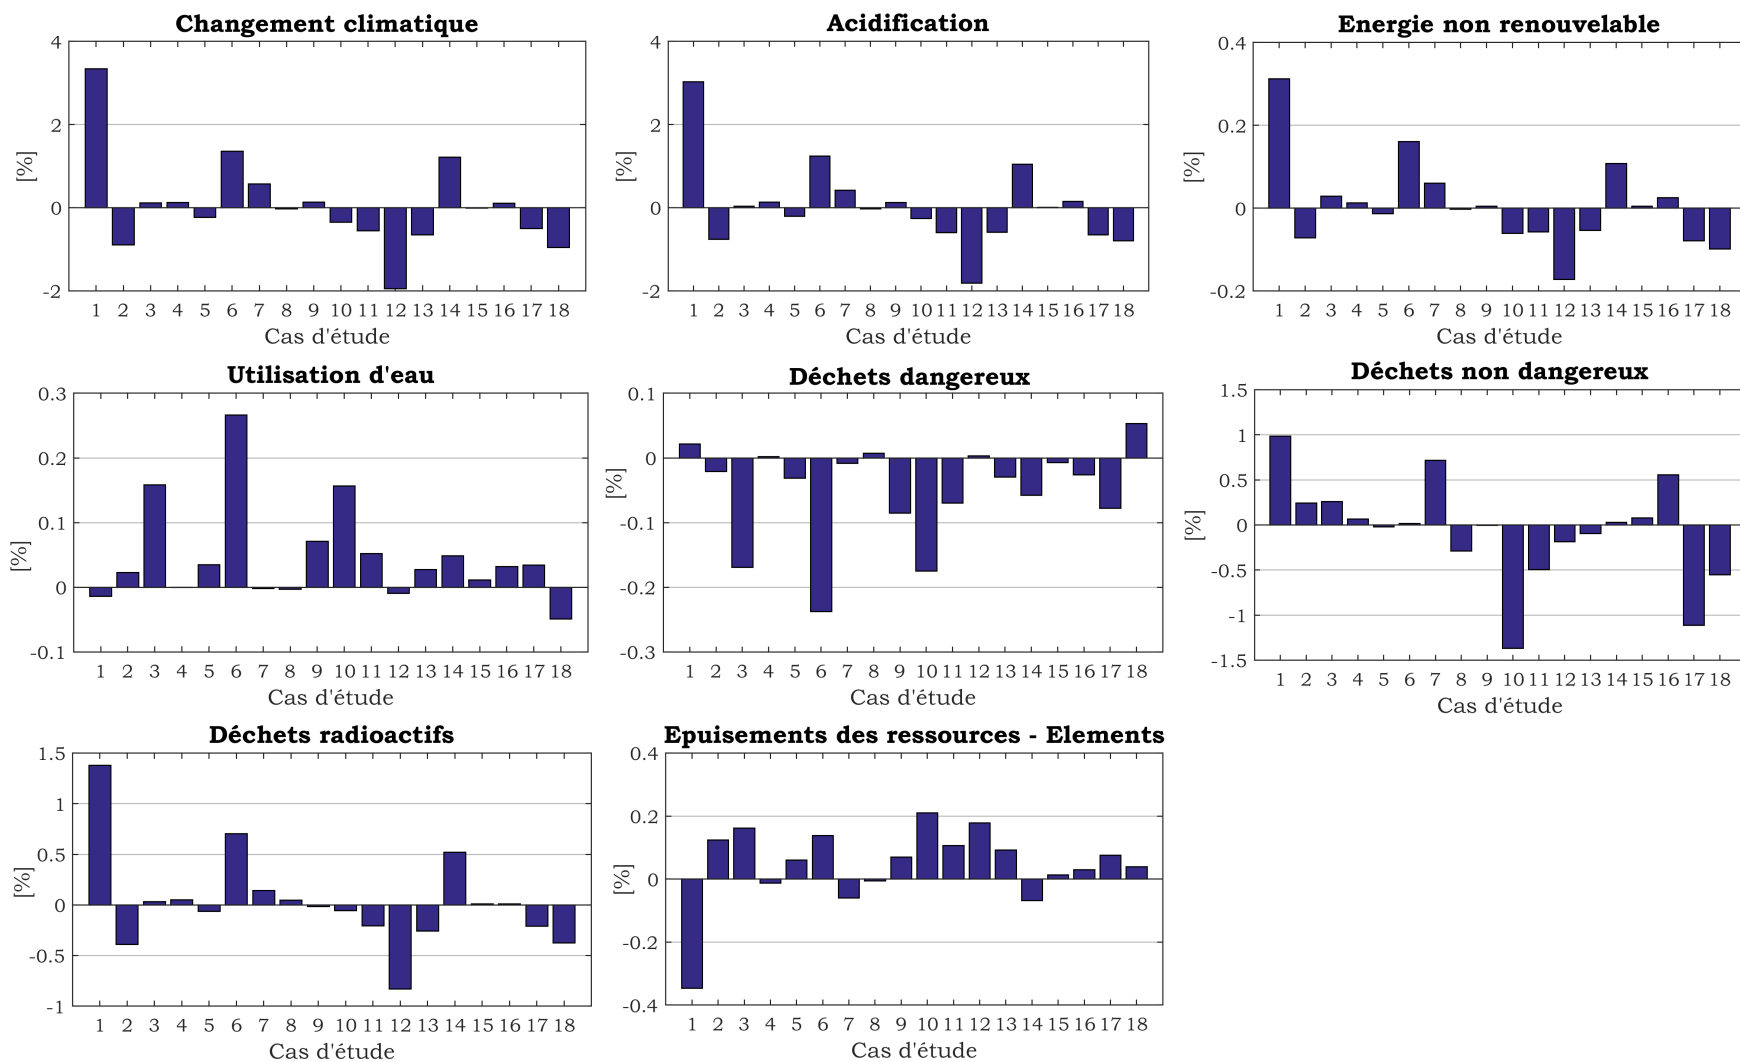 Changement climatique
4
2
0
-2
[%]
1 2 3 4 5 6 7 8 9 10 11 12 13 14 15 16 17 18
Cas d'étude
Acidification
4
2
0
-2
[%]
1 2 3 4 5 6 7 8 9 10 11 12 13 14 15 16 17 18
Cas d'étude
Energie non renouvelable
0.4
0.2
0
-0.2
[%]
1 2 3 4 5 6 7 8 9 10 11 12 13 14 15 16 17 18
Cas d'étude
Utilisation d'eau
0.3
0.2
0.1
0
-0.1
[%]
1 2 3 4 5 6 7 8 9 10 11 12 13 14 15 16 17 18
Cas d'étude
Déchets dangereux
0.1
0
-0.1
-0.2
-0.3
[%]
1 2 3 4 5 6 7 8 9 10 11 12 13 14 15 16 17 18
Cas d'étude
Déchets non dangereux
1.5
1
0.5
0
-0.5
-1
-1.5
[%]
1 2 3 4 5 6 7 8 9 10 11 12 13 14 15 16 17 18
Cas d'étude
Déchets radioactifs
1.5
1
0.5
0
-0.5
-1
[%]
1 2 3 4 5 6 7 8 9 10 11 12 13 14 15 16 17 18
Cas d'étude
Epuisements des ressources - Elements
0.4
0.2
0
-0.2
-0.4
[%]
1 2 3 4 5 6 7 8 9 10 11 12 13 14 15 16 17 18
Cas d'étude